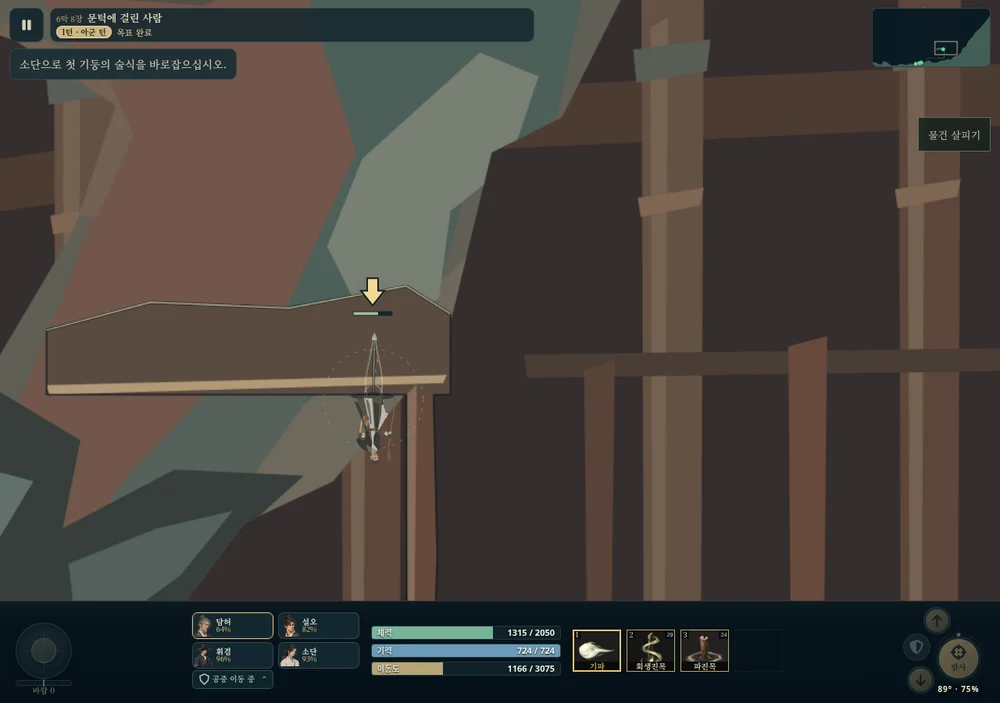 6막 8장 문턱에 걸린 사람
1턴 · 아군 턴 목표 완료
소단으로 첫 기둥의 술식을 바로잡으십시오.
물건 살피기
담허
64%
설오
82%
휘겸
96%
소단
93%
공중 이동 중
체력 1315 / 2050
기력 724 / 724
이동도 1166 / 3075
1 기파
2 29 회생진목
3 24 파진목
바람 0
발사
89° · 75%